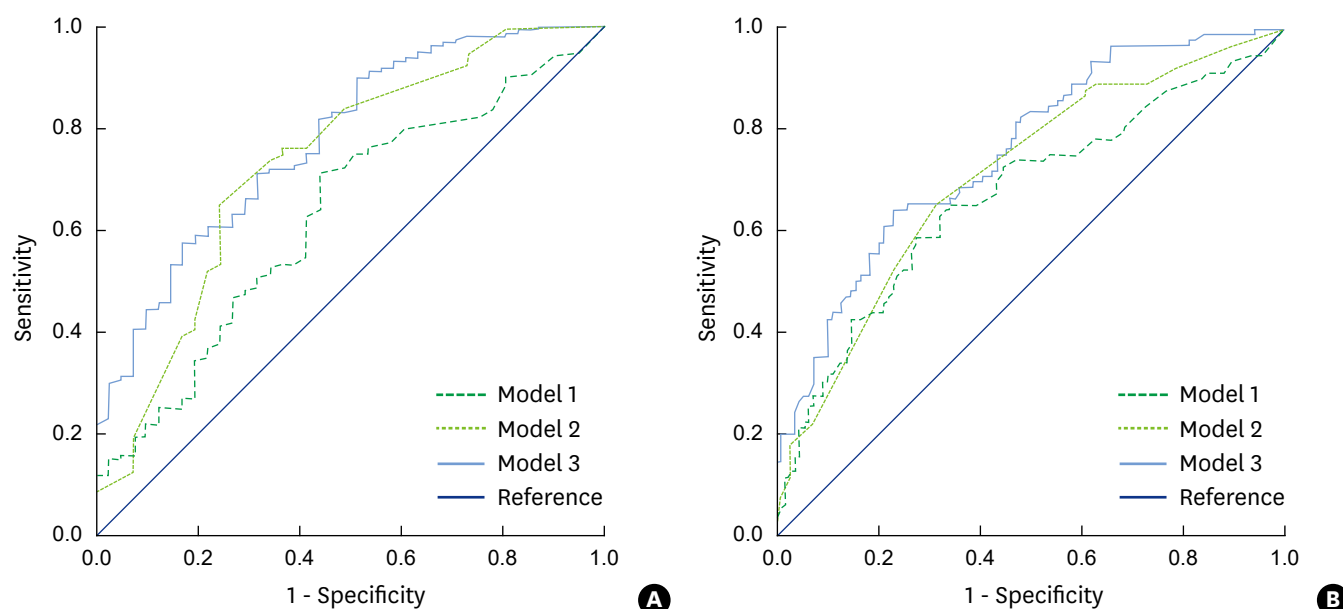 1.0
0.8
0.6
0.4
0.2
0.0
Sensitivity
Model 1
Model 2
Model 3
Reference
0.0 0.2 0.4 0.6 0.8 1.0
1 - Specificity
A
1.0
0.8
0.6
0.4
0.2
0.0
Sensitivity
Model 1
Model 2
Model 3
Reference
0.0 0.2 0.4 0.6 0.8 1.0
1 - Specificity
B